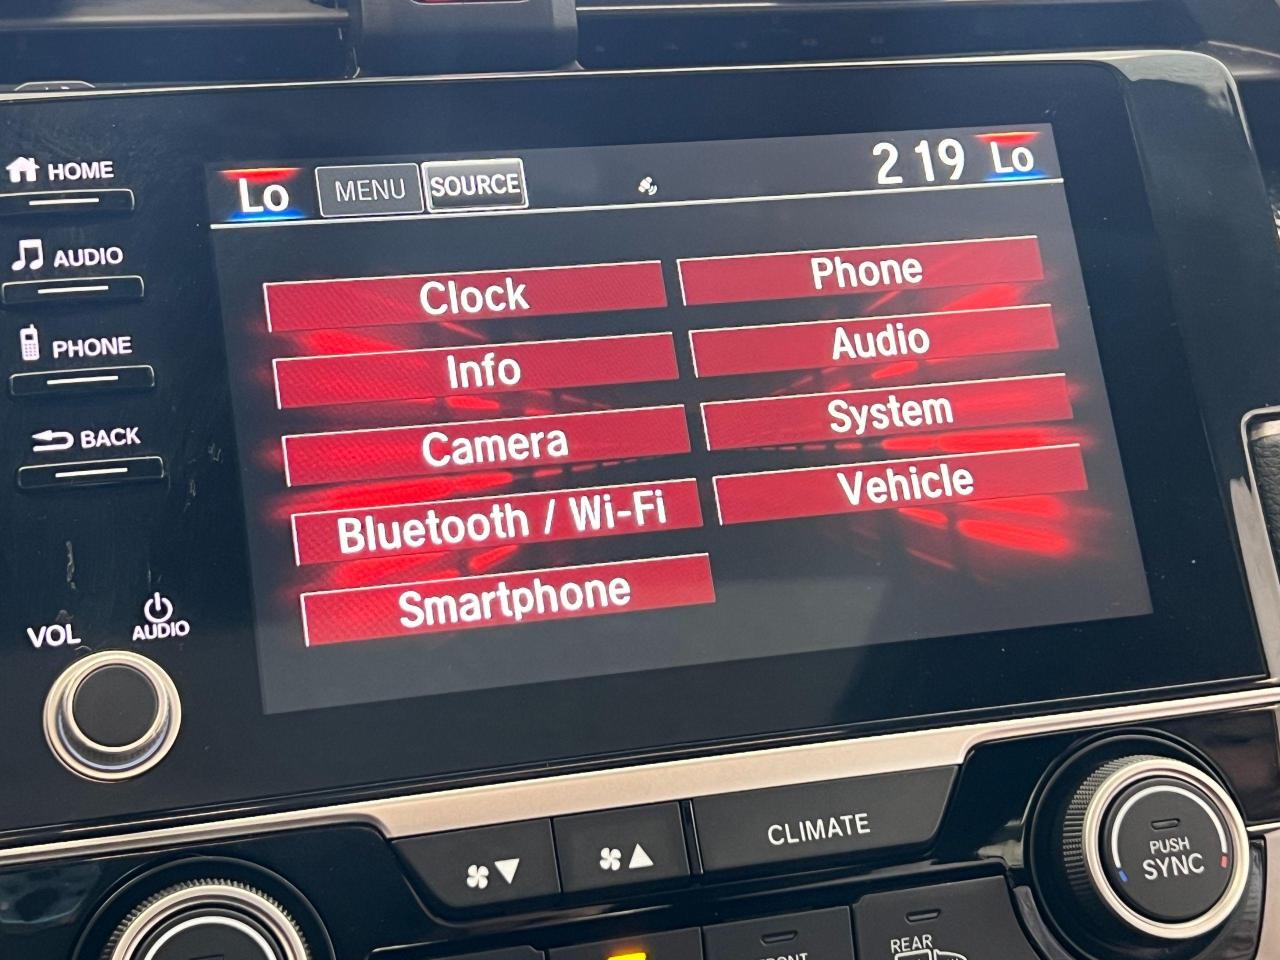 HOME
AUDIO
PHONE
BACK
VOL
AUDIO
Lo MENU SOURCE 2 19 Lo
Clock Phone
Info Audio
Camera System
Bluetooth / Wi-Fi Vehicle
Smartphone
CLIMATE
PUSH
SYNC
REAR